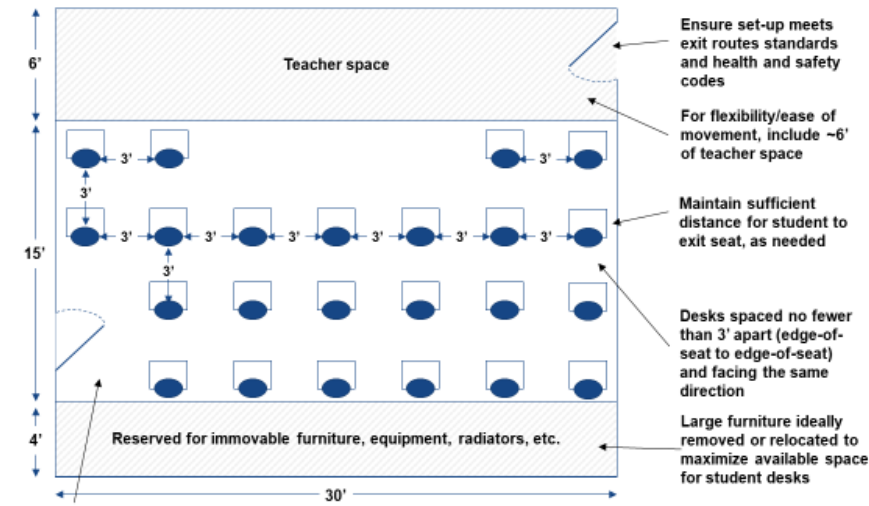 Ensure set-up meets
exit routes standards
and health and safety
codes
6’
Teacher space
For flexibility/ease of
movement, include ~6’
of teacher space
3’
3’
3’
Maintain sufficient
distance for student to
exit seat, as needed
3’
3’
3’
3’
3’
3’
15’
3’
Desks spaced no fewer
than 3’ apart (edge-of-
seat to edge-of-seat)
and facing the same
direction
4’
Reserved for immovable furniture, equipment, radiators, etc.
Large furniture ideally
removed or relocated to
maximize available space
for student desks
30’